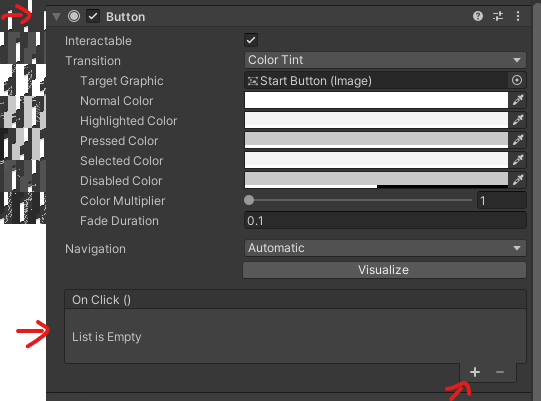 Button
Interactable
Transition Color Tint
Target Graphic Start Button (Image)
Normal Color
Highlighted Color
Pressed Color
Selected Color
Disabled Color
Color Multiplier 1
Fade Duration 0.1
Navigation Automatic
Visualize
On Click ()
List is Empty